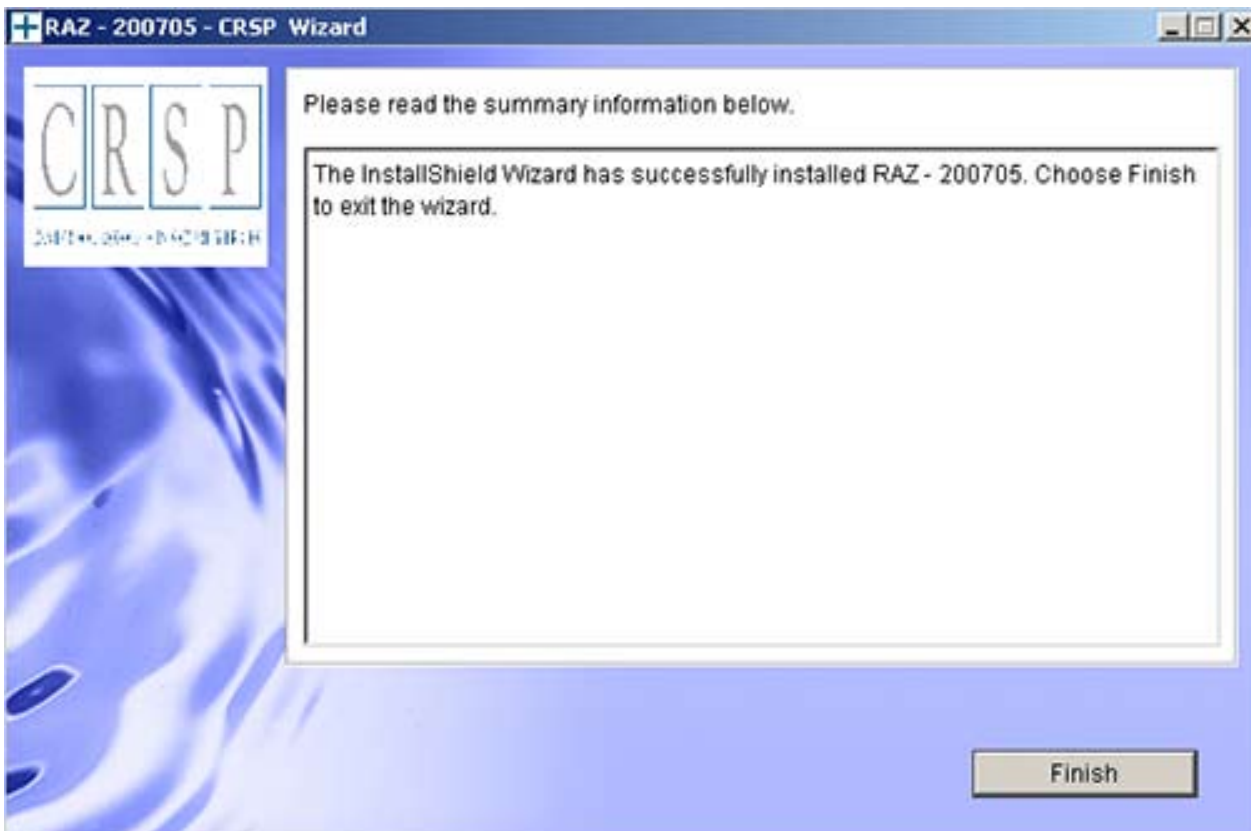 RAZ - 200705 - CRSP Wizard
CRSP
Please read the summary information below.
The InstallShield Wizard has successfully installed RAZ - 200705. Choose Finish
to exit the wizard.
Finish